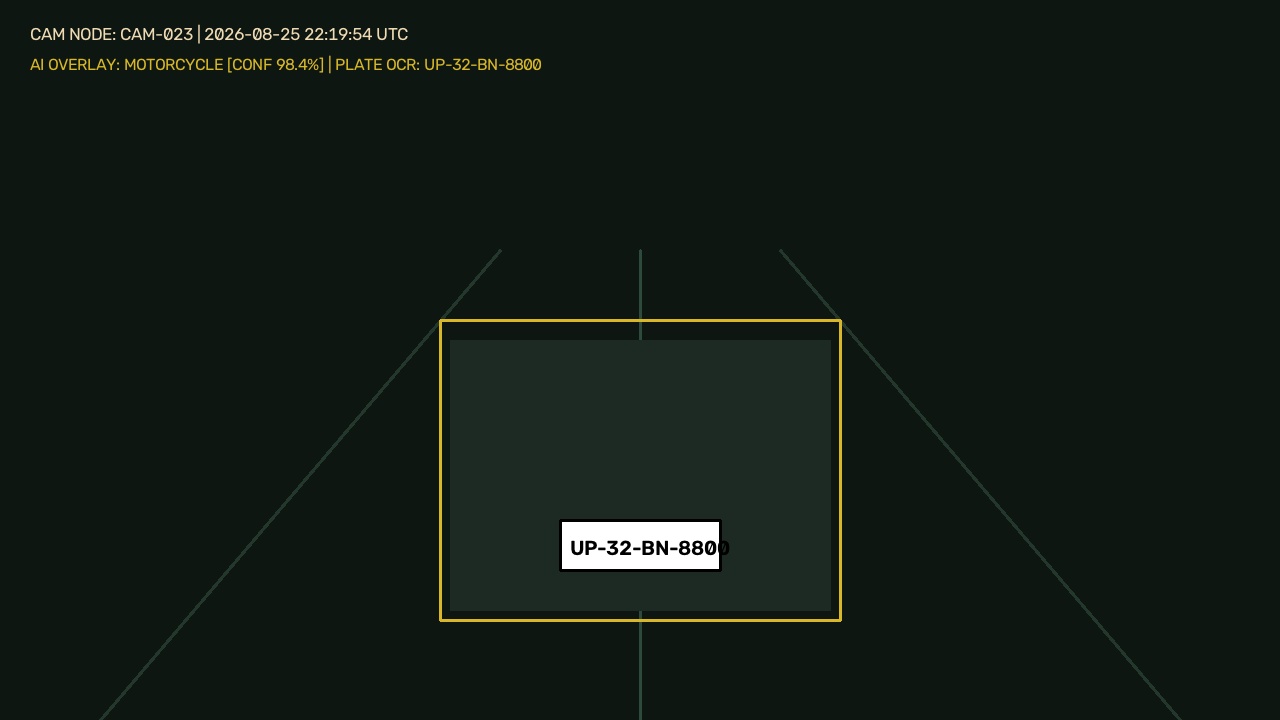 CAM NODE: CAM-023 | 2026-08-25 22:19:54 UTC
AI OVERLAY: MOTORCYCLE [CONF 98.4%] | PLATE OCR: UP-32-BN-8800
UP-32-BN-8800